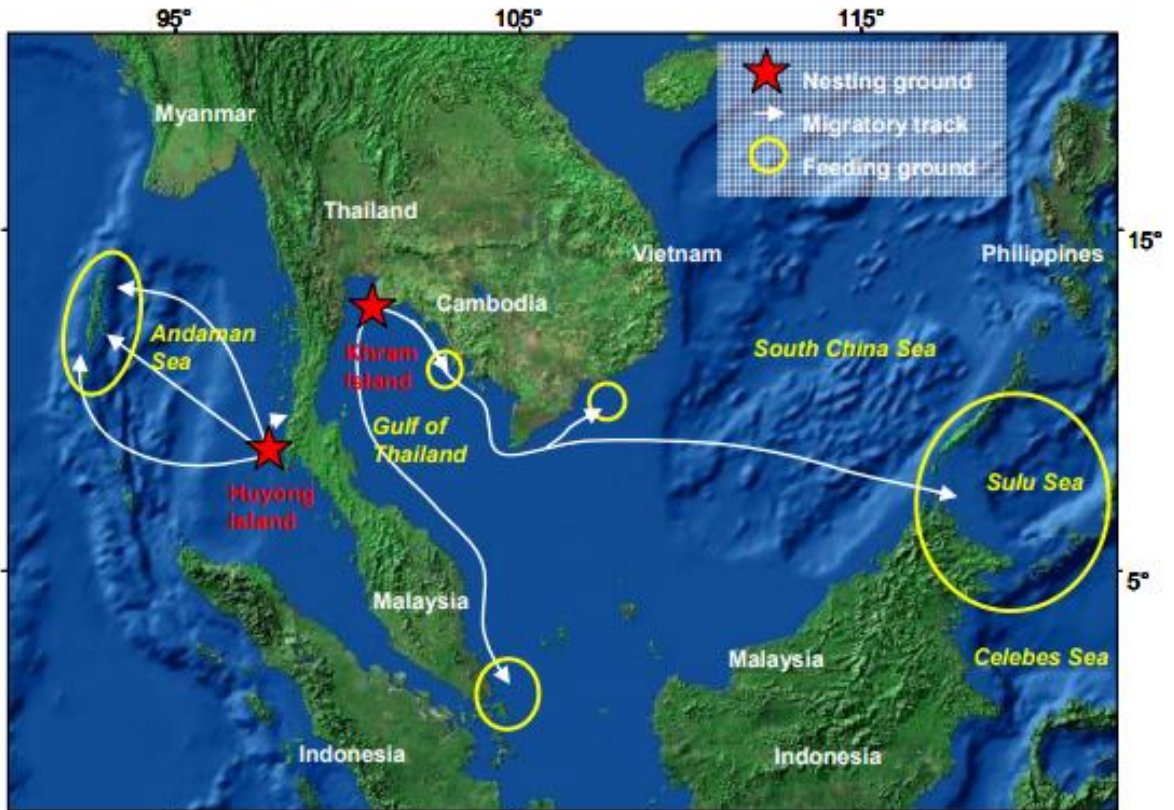 95°
105°
115°
Nesting ground
Migratory track
Feeding ground
Myanmar
Thailand
Vietnam
Philippines
15°
Cambodia
Andaman
Sea
South China Sea
Khram
Island
Gulf of
Thailand
Sulu Sea
Huyong
Island
5°
Malaysia
Malaysia
Celebes Sea
Indonesia
Indonesia